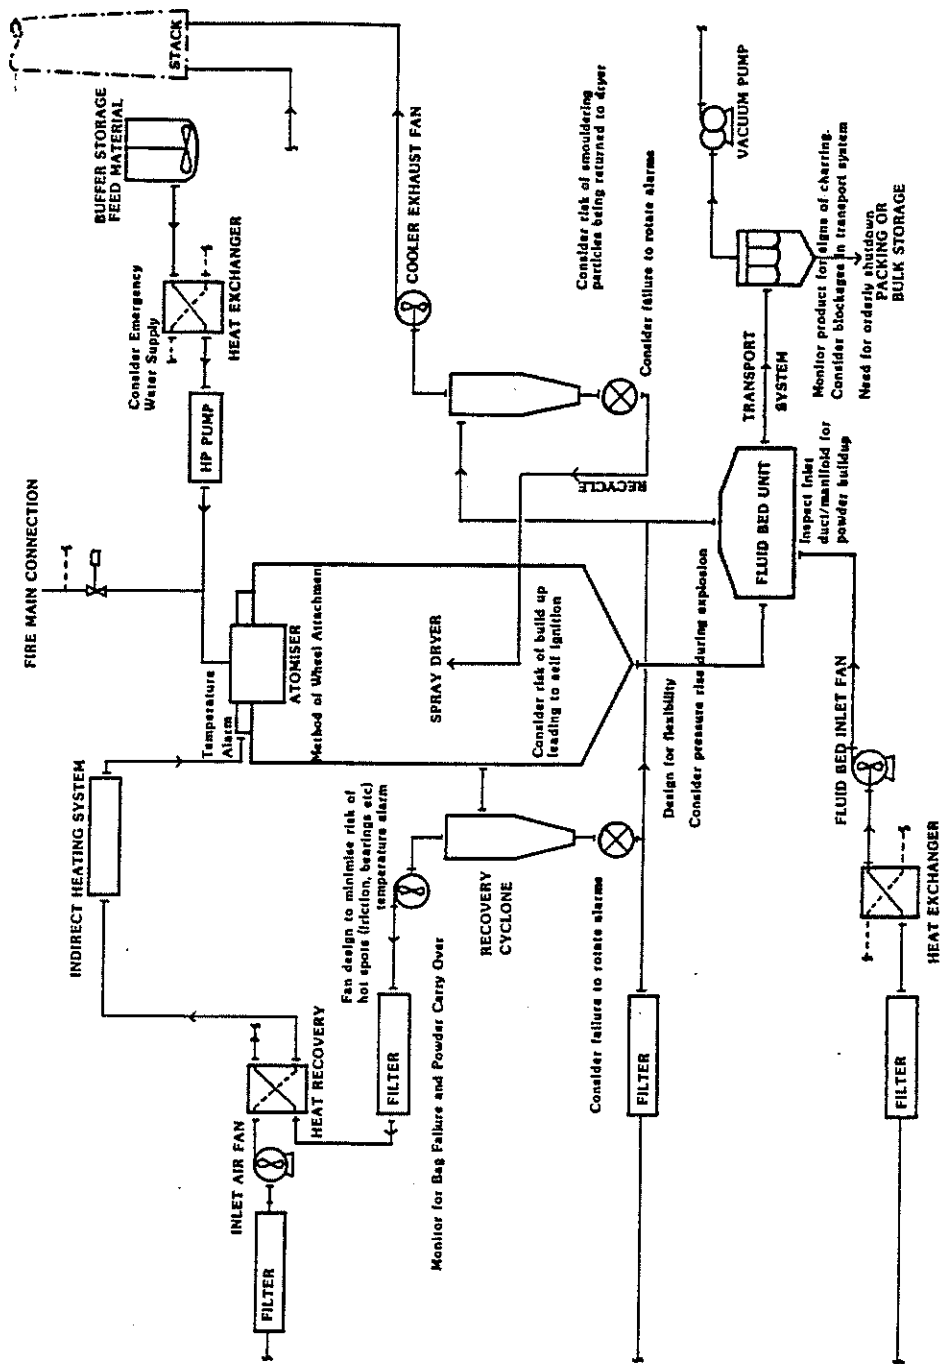 FIRE MAIN CONNECTION
BUFFER STORAGE
FEED MATERIAL
STACK
Consider Emergency
Water Supply
HEAT EXCHANGER
HP PUMP
INDIRECT HEATING SYSTEM
Temperature
Alarm
ATOMISER
Method of Wheel Attachment
COOLER EXHAUST FAN
FILTER
INLET AIR FAN
HEAT RECOVERY
Fan design to minimise risk of
hot spots (friction, bearings etc)
temperature alarm
FILTER
Monitor for Bag Failure and Powder Carry Over
RECOVERY
CYCLONE
SPRAY DRYER
Consider risk of build up
leading to self ignition
Consider risk of smouldering
particles being returned to dryer
Consider failure to rotate alarms
RECYCLE
Consider failure to rotate alarms
FILTER
Design for flexibility
Consider pressure rise during explosion
VACUUM PUMP
TRANSPORT
SYSTEM
FLUID BED UNIT
Inspect inlet
duct/manifold for
powder buildup
Monitor product for signs of charring.
Consider blockages in transport system
Need for orderly shutdown
PACKING OR
BULK STORAGE
FLUID BED INLET FAN
HEAT EXCHANGER
FILTER